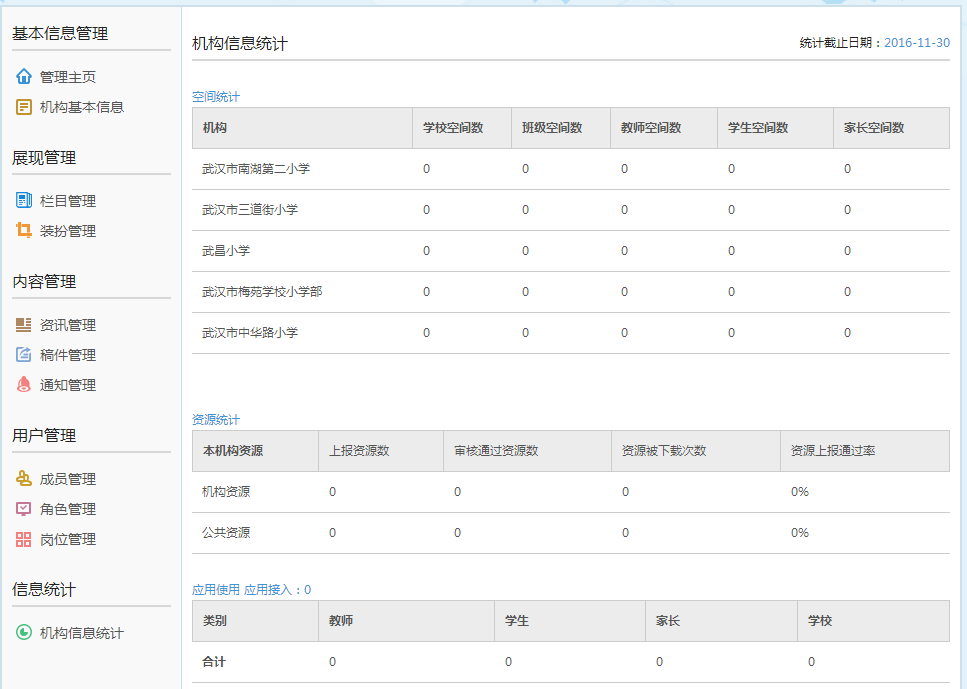 基本信息管理
管理主页
机构基本信息
展现管理
栏目管理
装扮管理
内容管理
资讯管理
稿件管理
通知管理
用户管理
成员管理
角色管理
岗位管理
信息统计
机构信息统计
机构信息统计 统计截止日期：2016-11-30
空间统计
机构 学校空间数 班级空间数 教师空间数 学生空间数 家长空间数
武汉市南湖第二小学 0 0 0 0 0
武汉市三道街小学 0 0 0 0 0
武昌小学 0 0 0 0 0
武汉市梅苑学校小学部 0 0 0 0 0
武汉市中华路小学 0 0 0 0 0
资源统计
本机构资源 上报资源数 审核通过资源数 资源被下载次数 资源上报通过率
机构资源 0 0 0 0%
公共资源 0 0 0 0%
应用使用 应用接入：0
类别 教师 学生 家长 学校
合计 0 0 0 0